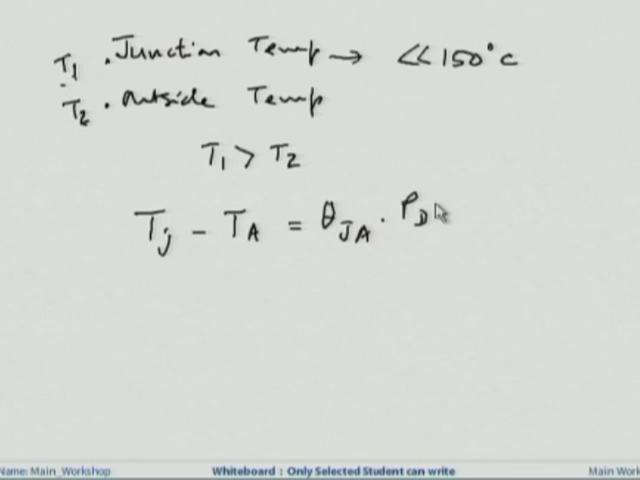 T1 . Junction Temp → << 150°C
T2 . outside Temp
T1 > T2
Tj - TA = θJA . PD
Name: Main_Workshop
Whiteboard : Only Selected Student can write
Main Work